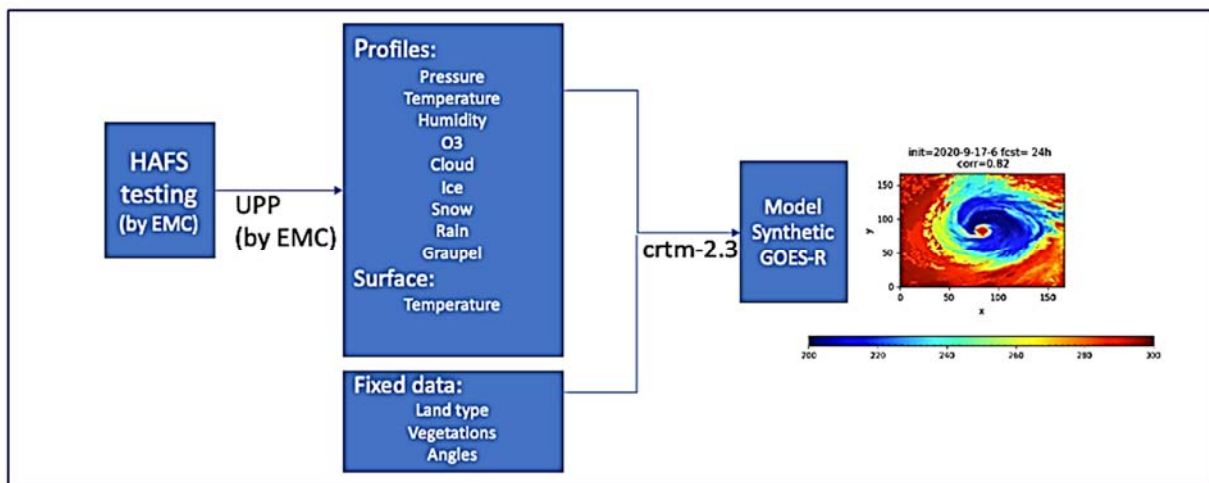 HAFS
testing
(by EMC)
UPP
(by EMC)
Profiles:
Pressure
Temperature
Humidity
O3
Cloud
Ice
Snow
Rain
Graupel
Surface:
Temperature
Fixed data:
Land type
Vegetations
Angles
crtm-2.3
Model
Synthetic
GOES-R
init=2020-9-17-6 fcst= 24h
corr=0.82
150
100
y
50
0
0 50 100 150
x
200 220 240 260 280 300